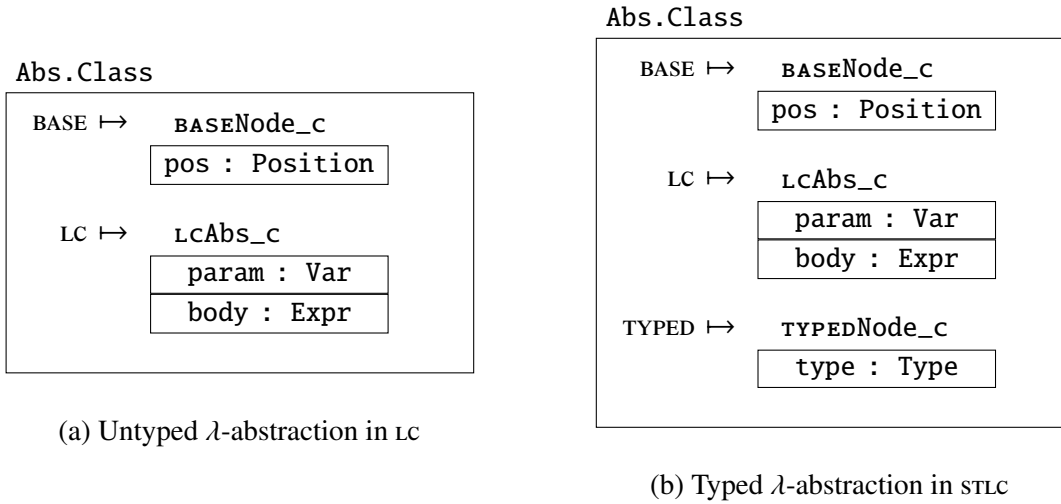 Abs.Class
BASE ↦ BASENode_c
pos : Position
LC ↦ LCAbs_c
param : Var
body : Expr
(a) Untyped λ-abstraction in LC
Abs.Class
BASE ↦ BASENode_c
pos : Position
LC ↦ LCAbs_c
param : Var
body : Expr
TYPED ↦ TYPEDNode_c
type : Type
(b) Typed λ-abstraction in STLC